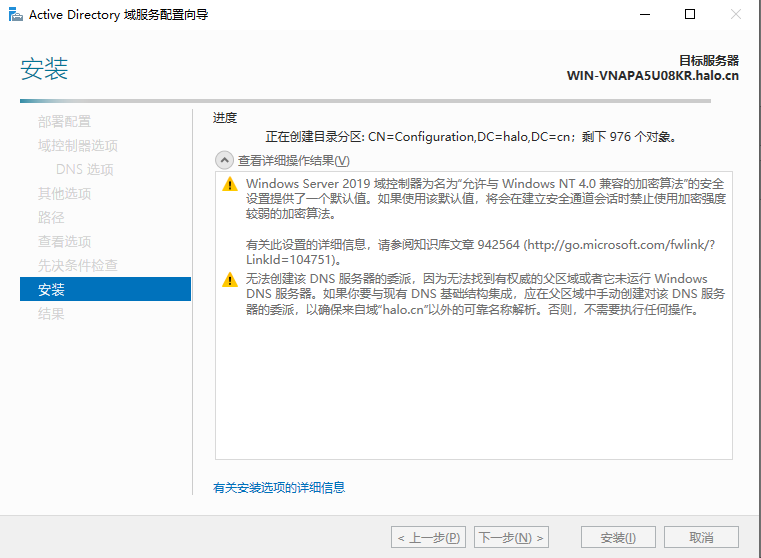 Active Directory 域服务配置向导
安装
目标服务器
WIN-VNAPA5U08KR.halo.cn
部署配置
域控制器选项
DNS 选项
其他选项
路径
查看选项
先决条件检查
安装
结果
进度
正在创建目录分区: CN=Configuration,DC=halo,DC=cn；剩下 976 个对象。
查看详细操作结果(V)
Windows Server 2019 域控制器为名为“允许与 Windows NT 4.0 兼容的加密算法”的安全
设置提供了一个默认值。如果使用该默认值，将会在建立安全通道会话时禁止使用加密强度
较弱的加密算法。
有关此设置的详细信息，请参阅知识库文章 942564 (http://go.microsoft.com/fwlink/?
LinkId=104751)。
无法创建该 DNS 服务器的委派，因为无法找到有权威的父区域或者它未运行 Windows
DNS 服务器。如果你要与现有 DNS 基础结构集成，应在父区域中手动创建对该 DNS 服务
器的委派，以确保来自域“halo.cn”以外的可靠名称解析。否则，不需要执行任何操作。
有关安装选项的详细信息
< 上一步(P)
下一步(N) >
安装(I)
取消